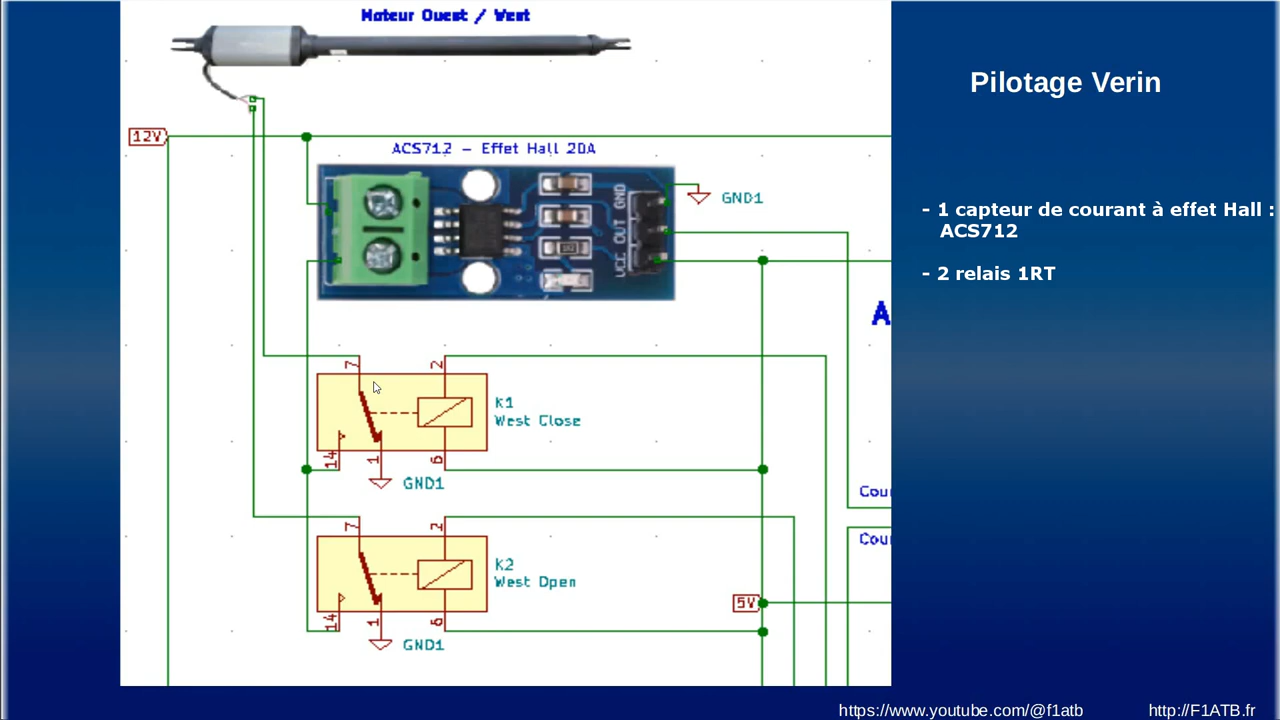 Moteur Ouest / West
Pilotage Verin
12V
ACS712 - Effet Hall 20A
GND
OUT
VCC
GND1
- 1 capteur de courant à effet Hall :
ACS712
- 2 relais 1RT
A
7
2
K1
West Close
14
1
6
GND1
Cour
7
2
Cour
K2
West Open
5V
14
1
6
GND1
https://www.youtube.com/@f1atb
http://F1ATB.fr